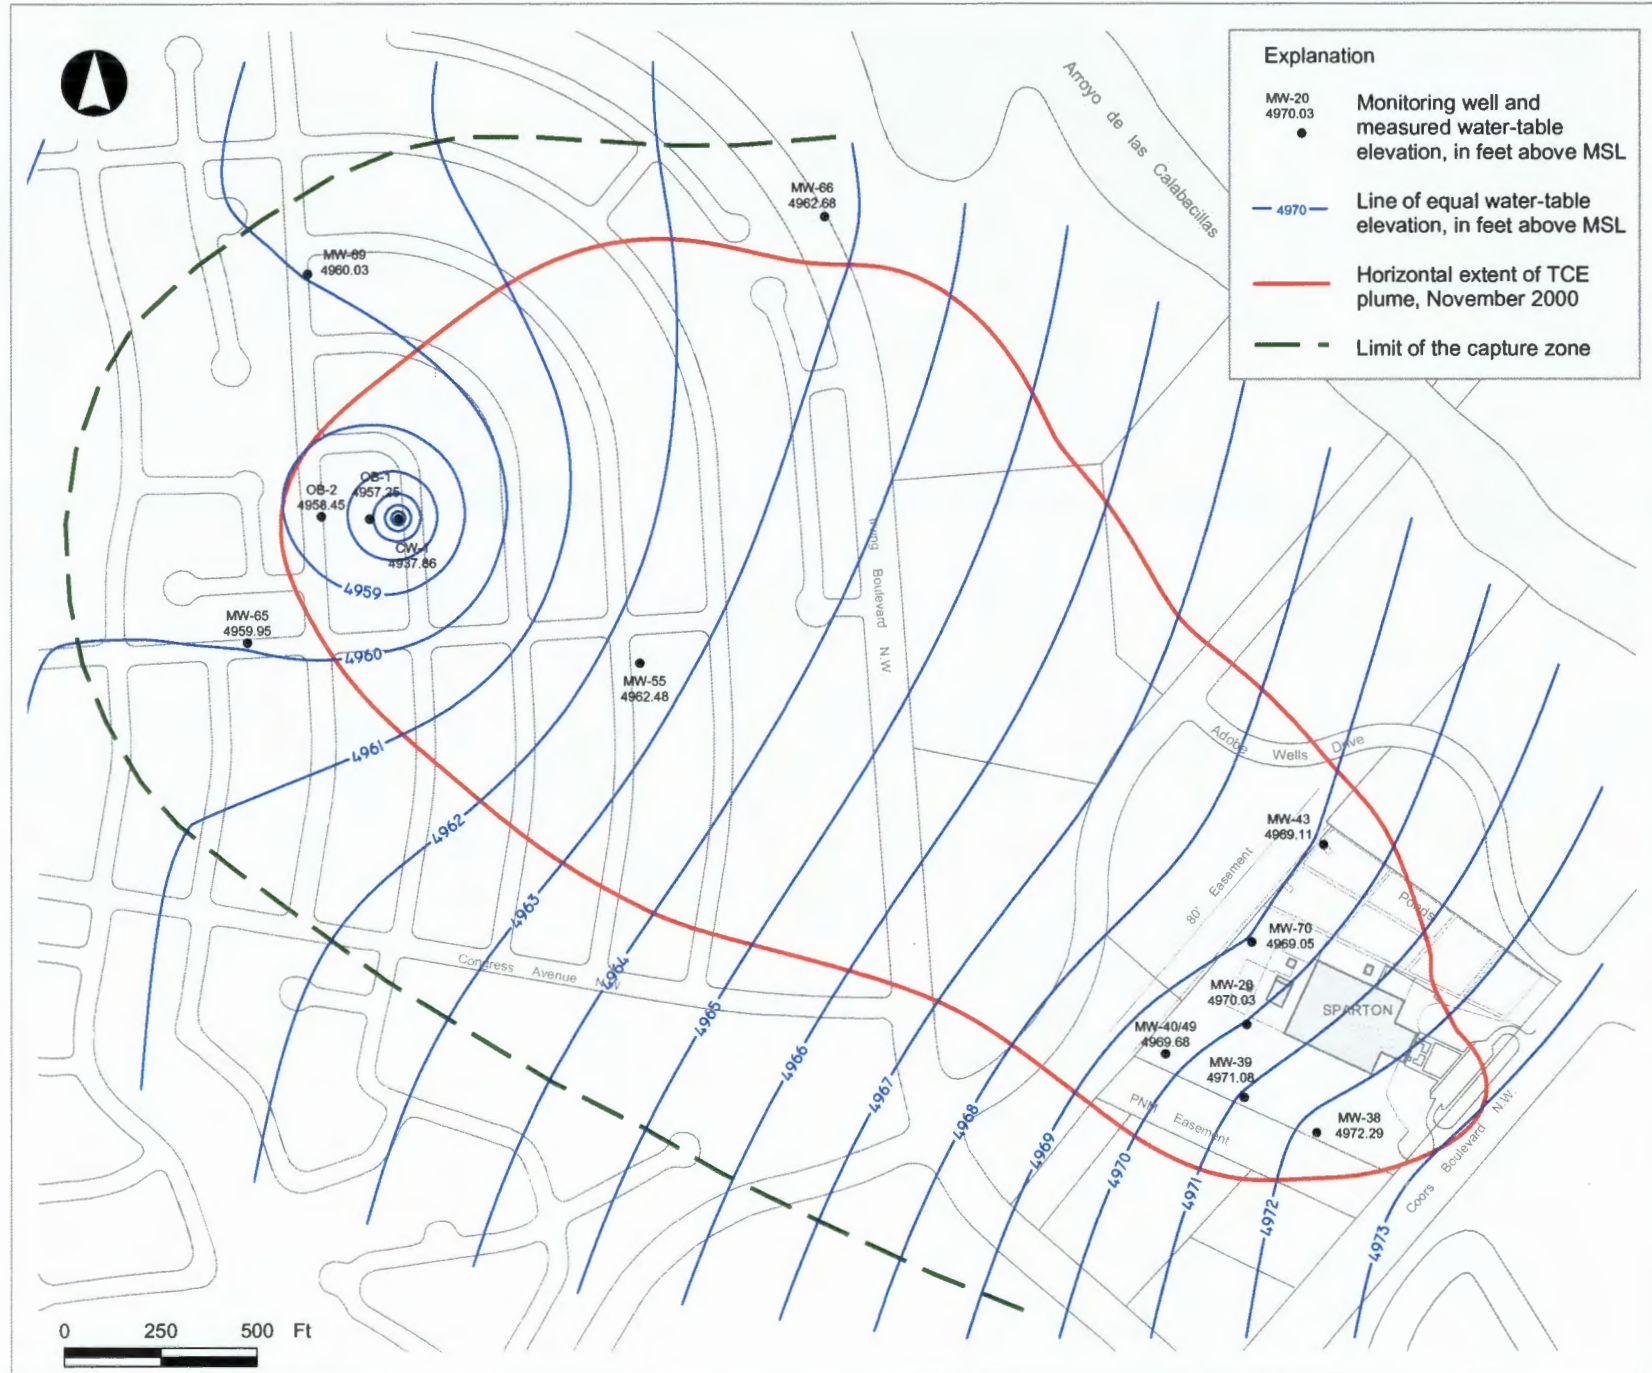 Explanation
MW-20
4970.03
Monitoring well and
measured water-table
elevation, in feet above MSL
4970
Line of equal water-table
elevation, in feet above MSL
Horizontal extent of TCE
plume, November 2000
Limit of the capture zone
Arroyo de las Calabacillas
MW-66
4962.68
MW-69
4960.03
OB-1
4957.25
OB-2
4958.45
CW-1
4937.86
4959
MW-65
4959.95
4960
MW-55
4962.48
Irving Boulevard N.W
4961
Adobe Wells Drive
4962
MW-43
4969.11
80' Easement
Ponds
4963
MW-70
4969.05
Congress Avenue N.W
4964
MW-20
4970.03
SPARTON
4965
MW-40/49
4969.68
4966
MW-39
4971.08
4967
PNM Easement
4968
MW-38
4972.29
4969
4970
4971
4972
4973
Coors Boulevard N.W.
0 250 500 Ft